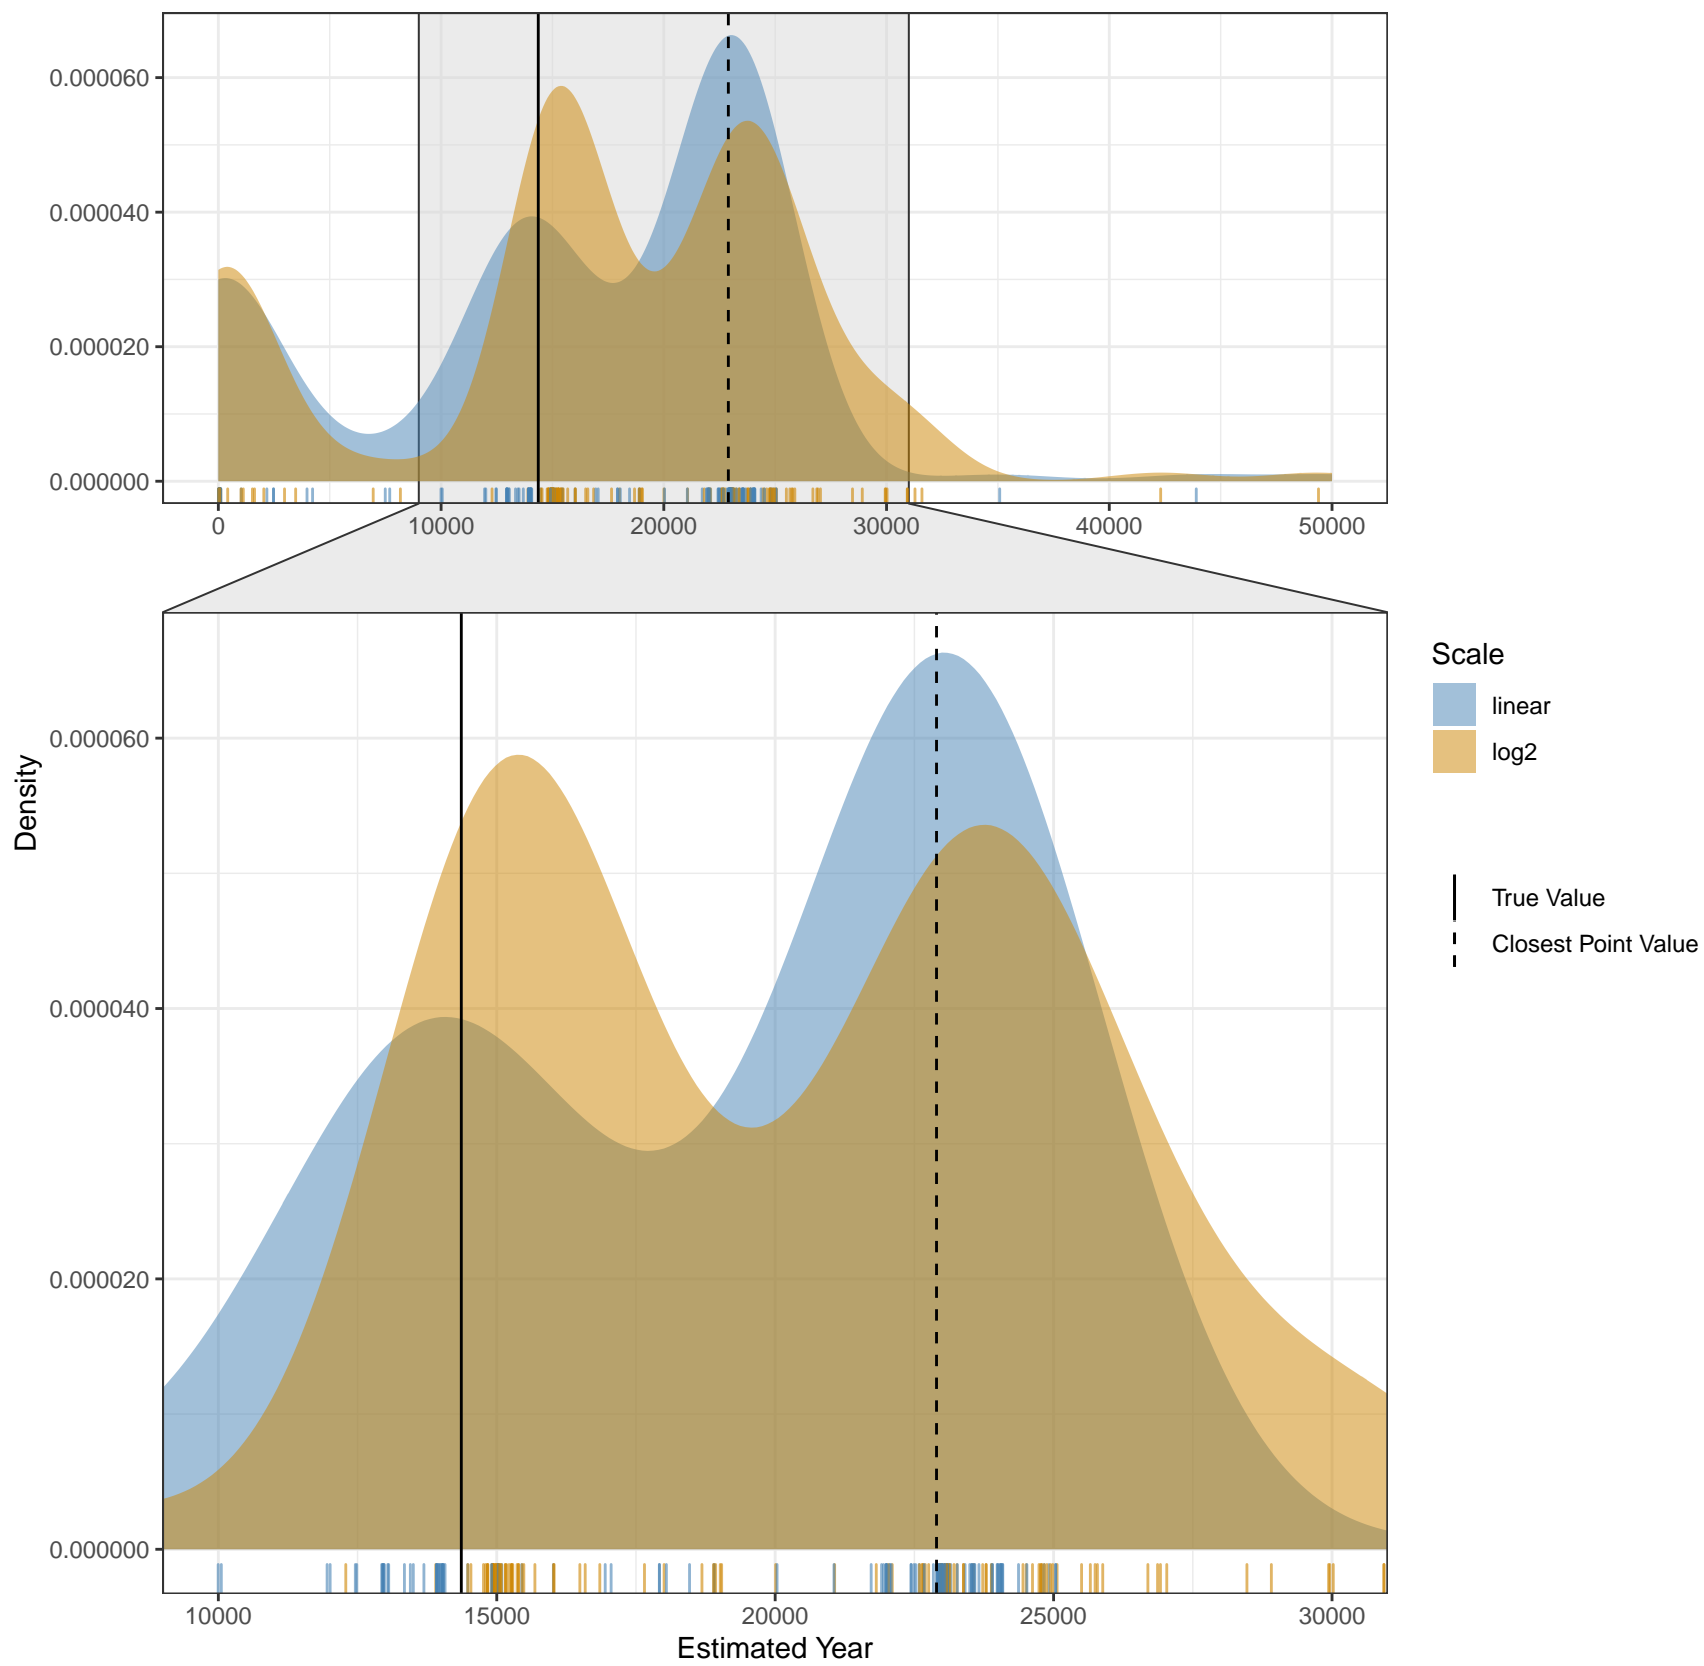 0.000060
0.000040
0.000020
0.000000
0 10000 20000 30000 40000 50000
Density
0.000060
0.000040
0.000020
0.000000
10000 15000 20000 25000 30000
Estimated Year
Scale
linear
log2
True Value
Closest Point Value